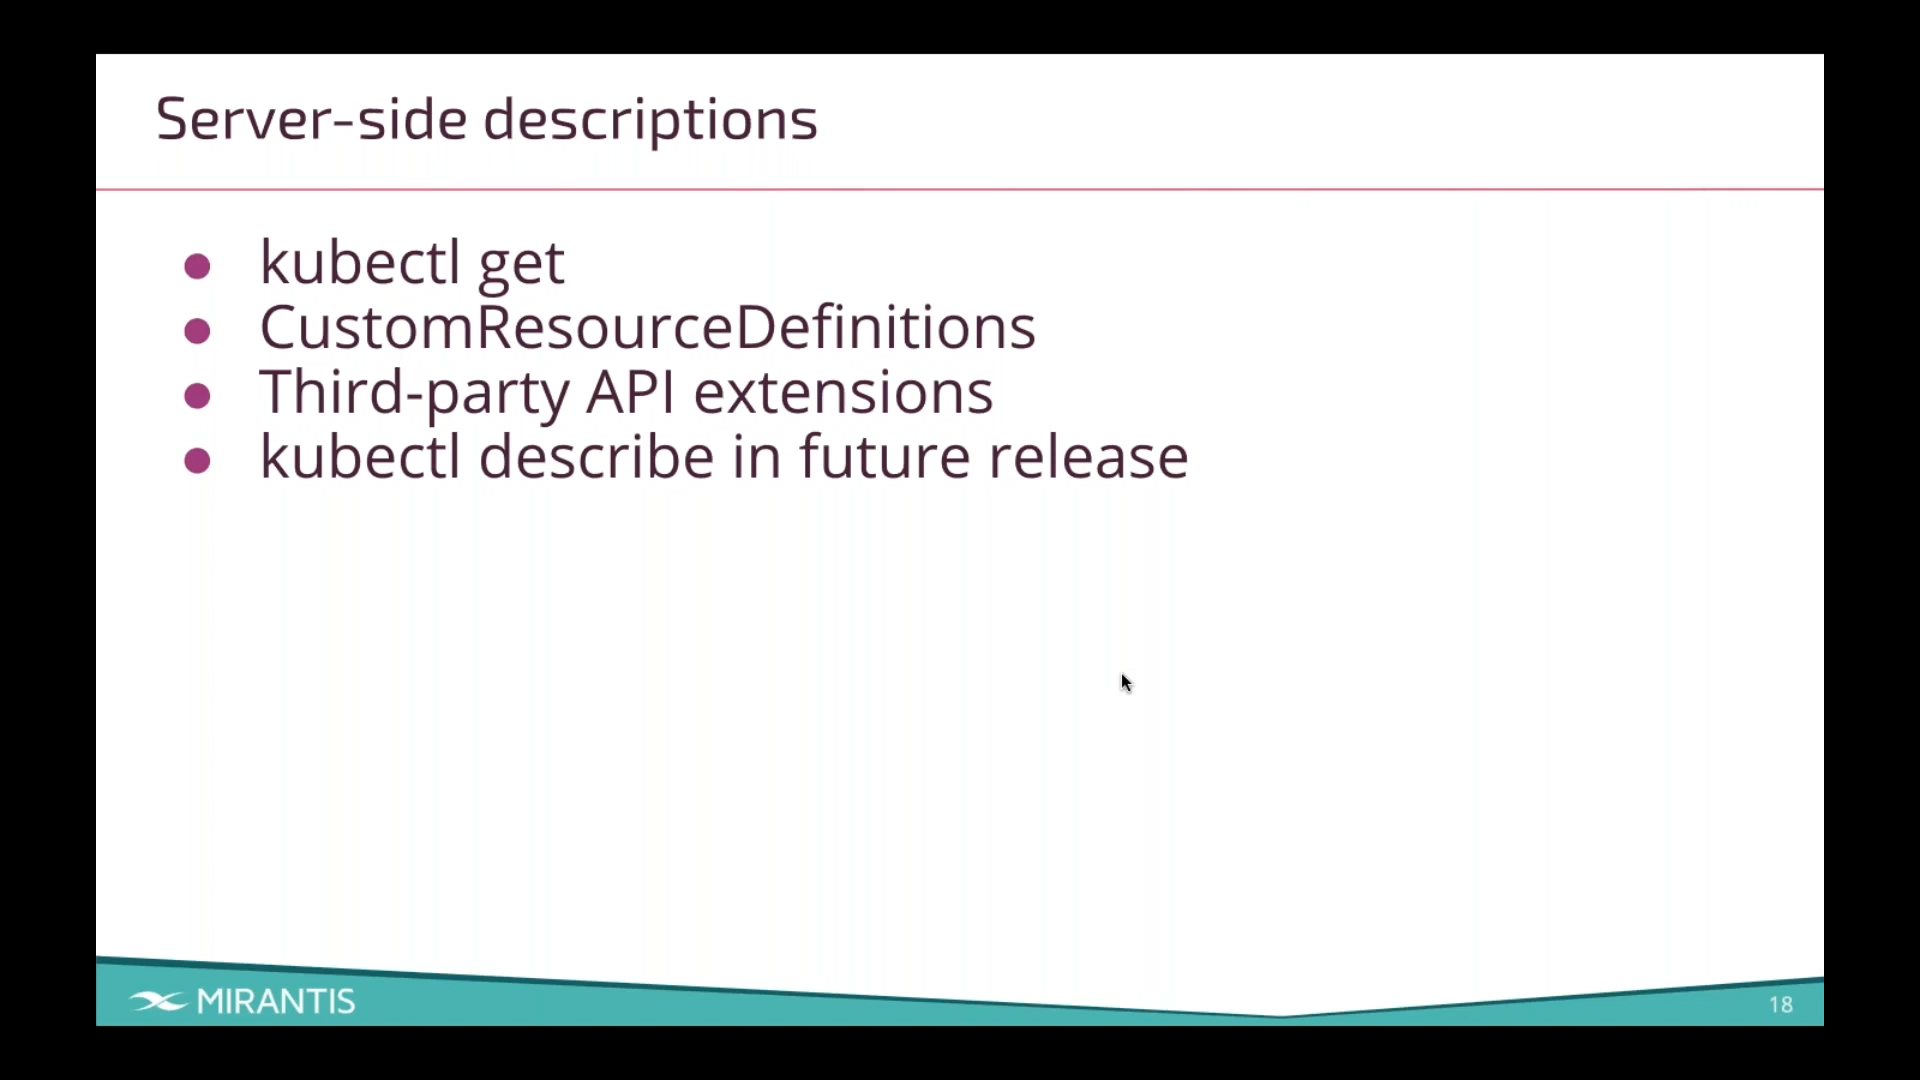 Server-side descriptions
kubectl get
CustomResourceDefinitions
Third-party API extensions
kubectl describe in future release
MIRANTIS
18